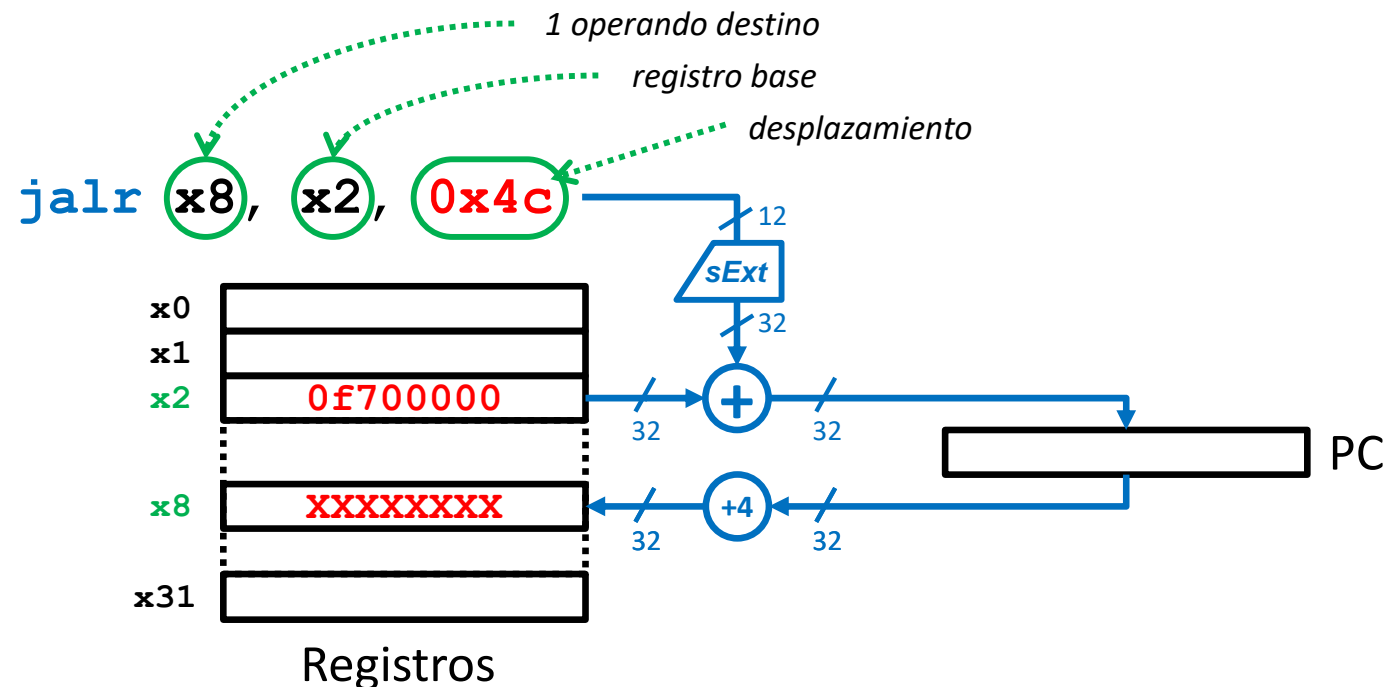 1 operando destino
registro base
desplazamiento
jalr x8, x2, 0x4c
12
sExt
32
x0
x1
x2 0f700000
+
32 32
PC
x8 XXXXXXXX
+4
32 32
x31
Registros